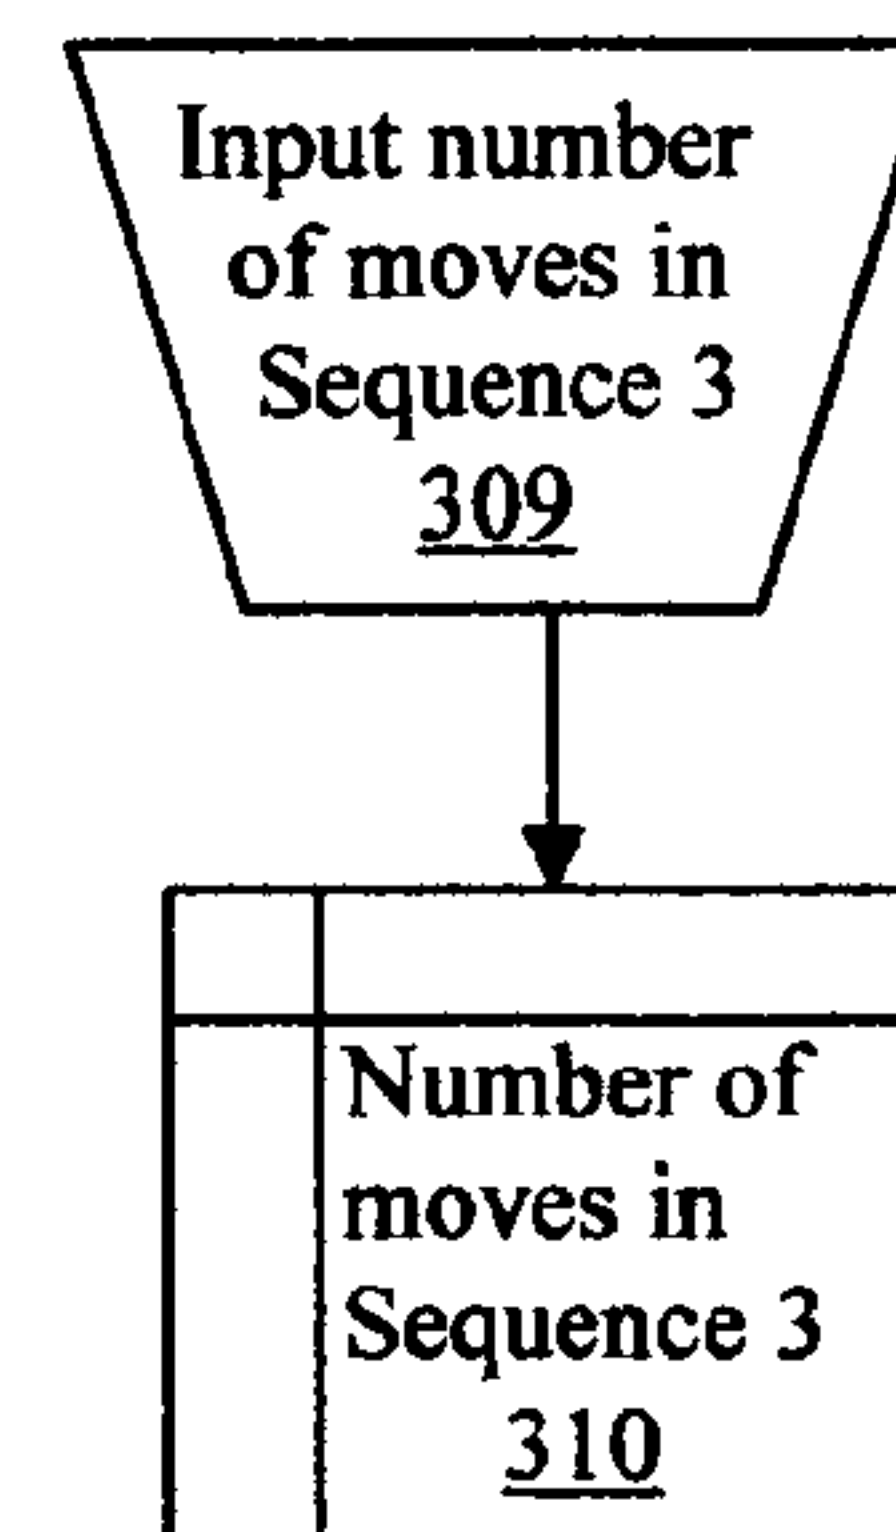 Input number
of moves in
Sequence 3
309
Number of
moves in
Sequence 3
310